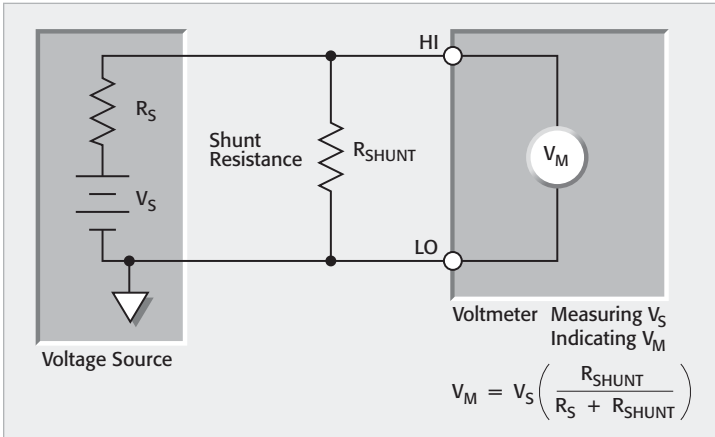 HI
R_S
Shunt
Resistance
R_SHUNT
V_M
V_S
LO
Voltage Source
Voltmeter Measuring V_S
Indicating V_M
V_M = V_S ( R_SHUNT / (R_S + R_SHUNT) )